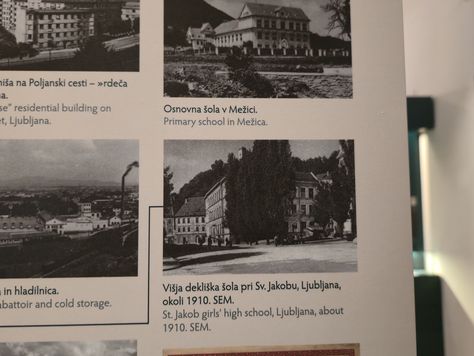 niša na Poljanski cesti – »rdeča
a.
se" residential building on
et, Ljubljana.
Osnovna šola v Mežici.
Primary school in Mežica.
a in hladilnica.
abattoir and cold storage.
Višja dekliška šola pri Sv. Jakobu, Ljubljana,
okoli 1910. SEM.
St. Jakob girls' high school, Ljubljana, about
1910. SEM.